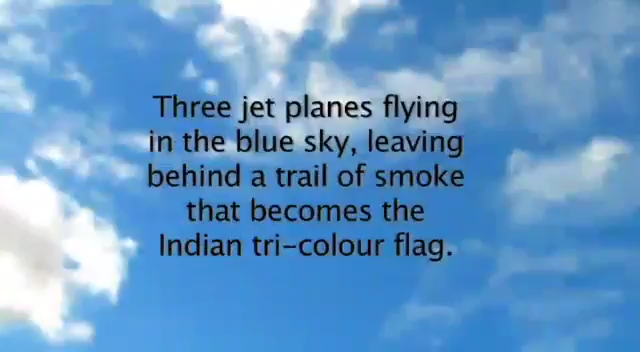 Three jet planes flying
in the blue sky, leaving
behind a trail of smoke
that becomes the
Indian tri-colour flag.